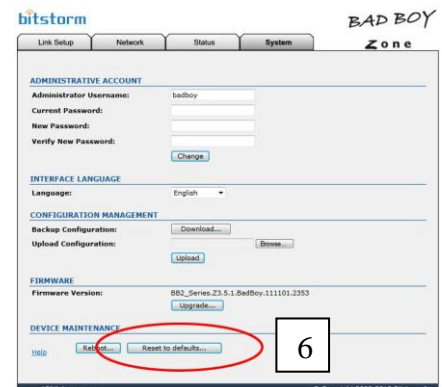 bitstorm
BAD BOY
Link Setup Network Status System
Zone
ADMINISTRATIVE ACCOUNT
Administrator Username: badboy
Current Password:
New Password:
Verify New Password:
Change
INTERFACE LANGUAGE
Language: English
CONFIGURATION MANAGEMENT
Backup Configuration: Download...
Upload Configuration: Browse...
Upload
FIRMWARE
Firmware Version: BB2_Series.Z3.5.1.BadBoy.111101.2353
Upgrade...
DEVICE MAINTENANCE
Help Reboot... Reset to defaults...
6